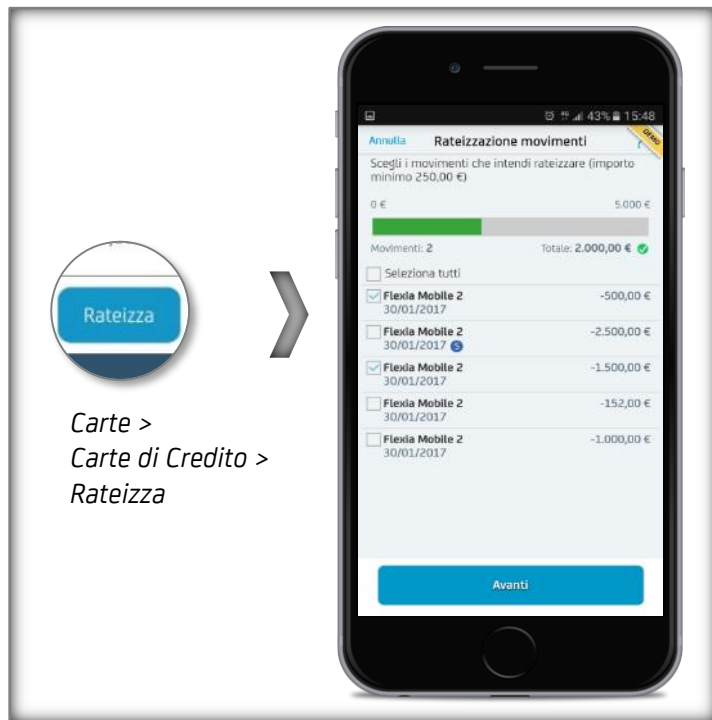 43% 15:48
Annulla Rateizzazione movimenti
DEMO
Scegli i movimenti che intendi rateizzare (importo
minimo 250,00 €)
0 € 5.000 €
Movimenti: 2 Totale: 2.000,00 €
Seleziona tutti
Flexia Mobile 2 -500,00 €
30/01/2017
Flexia Mobile 2 -2.500,00 €
30/01/2017 S
Flexia Mobile 2 -1.500,00 €
30/01/2017
Flexia Mobile 2 -152,00 €
30/01/2017
Flexia Mobile 2 -1.000,00 €
30/01/2017
Avanti
Rateizza
Carte >
Carte di Credito >
Rateizza